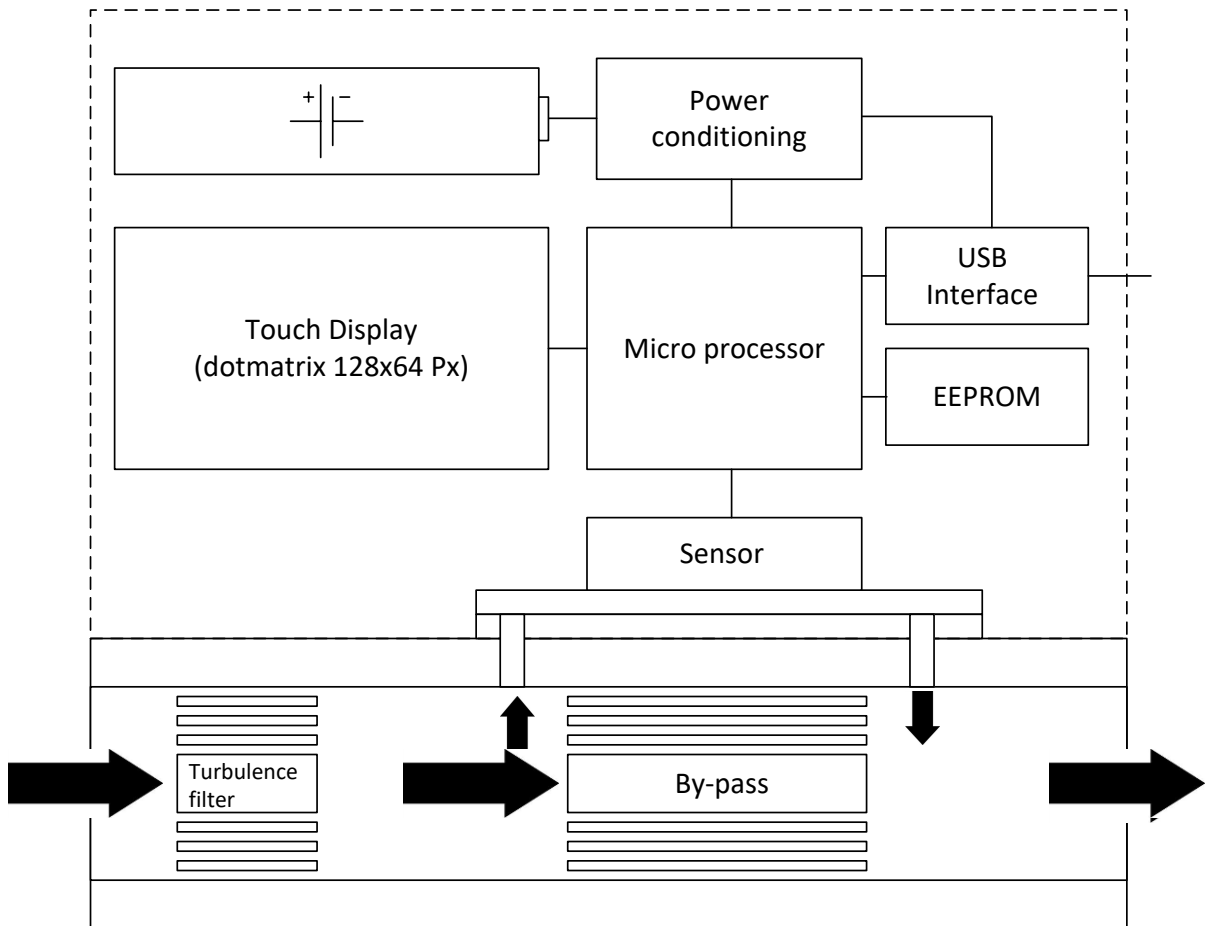 + −
Power
conditioning
USB
Interface
Touch Display
(dotmatrix 128x64 Px)
Micro processor
EEPROM
Sensor
Turbulence
filter
By-pass